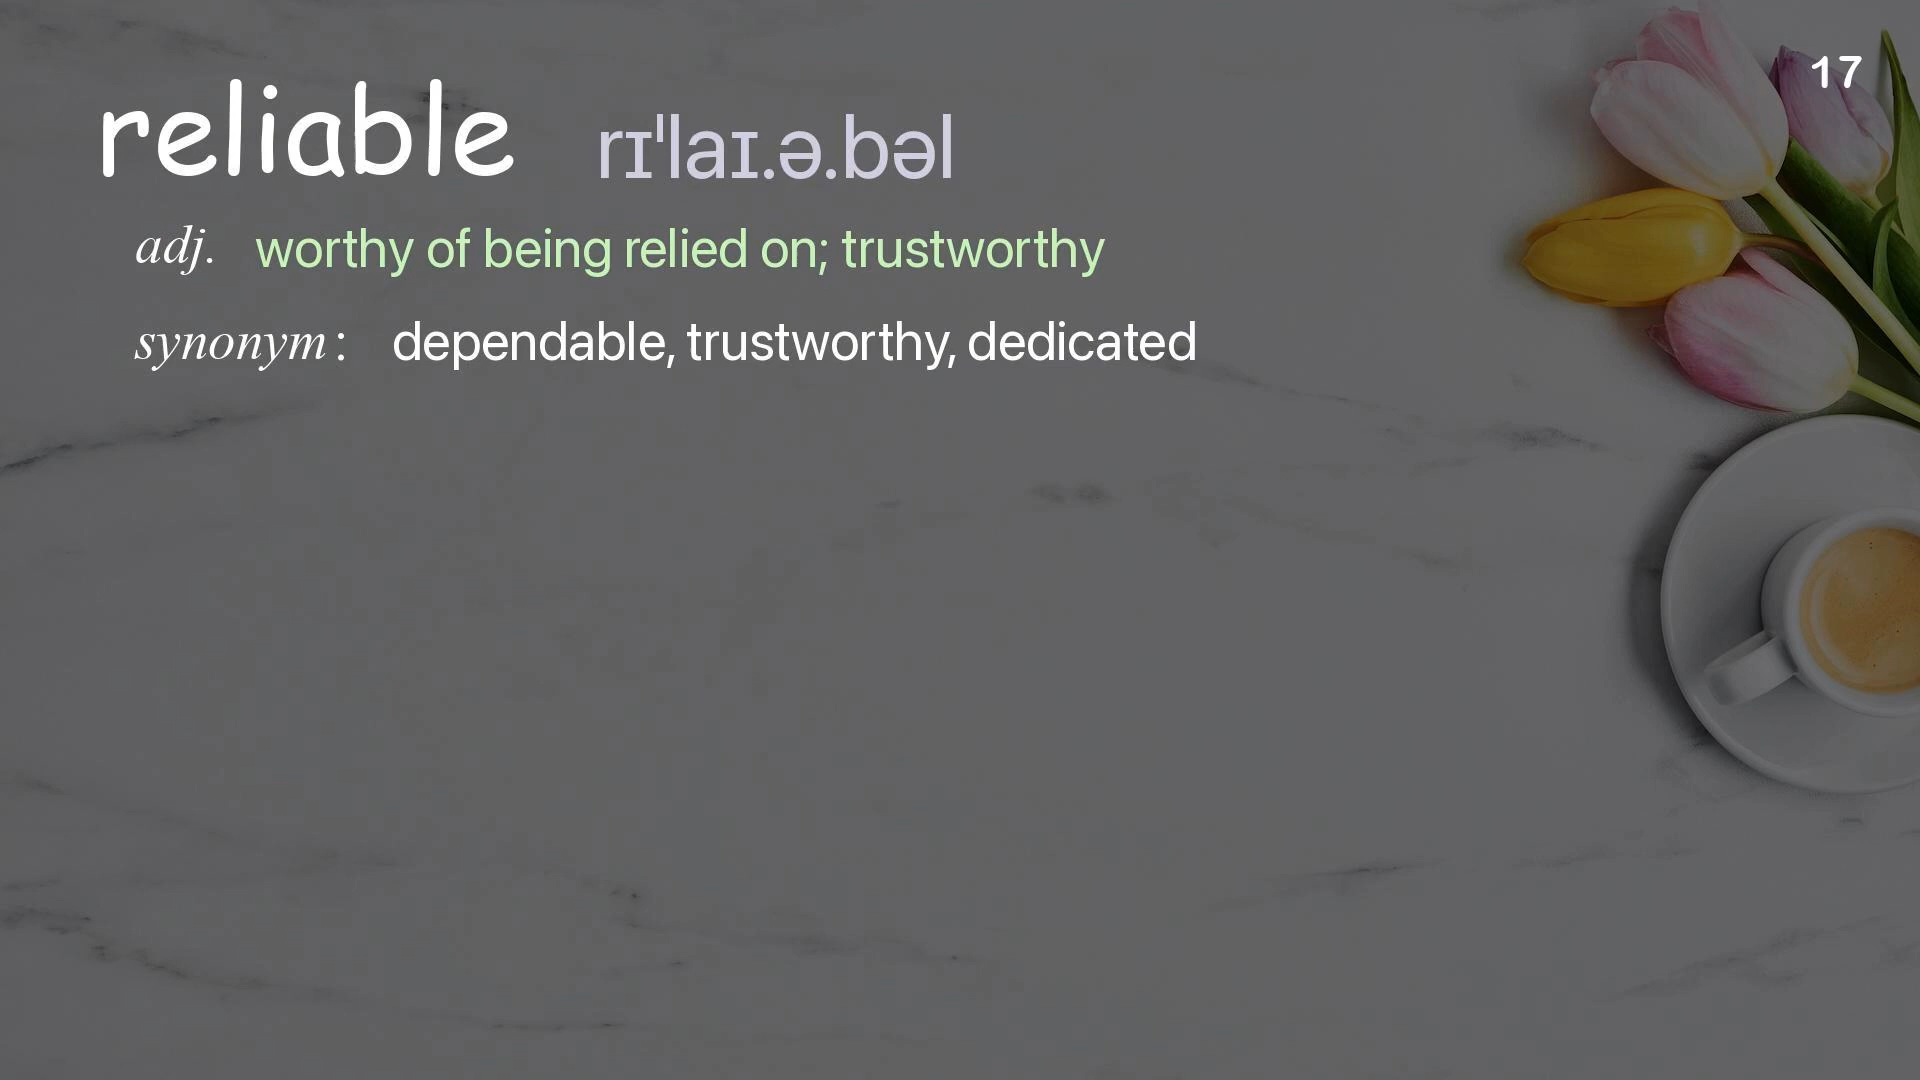 17
reliable rɪˈlaɪ.ə.bəl
adj. worthy of being relied on; trustworthy
synonym: dependable, trustworthy, dedicated